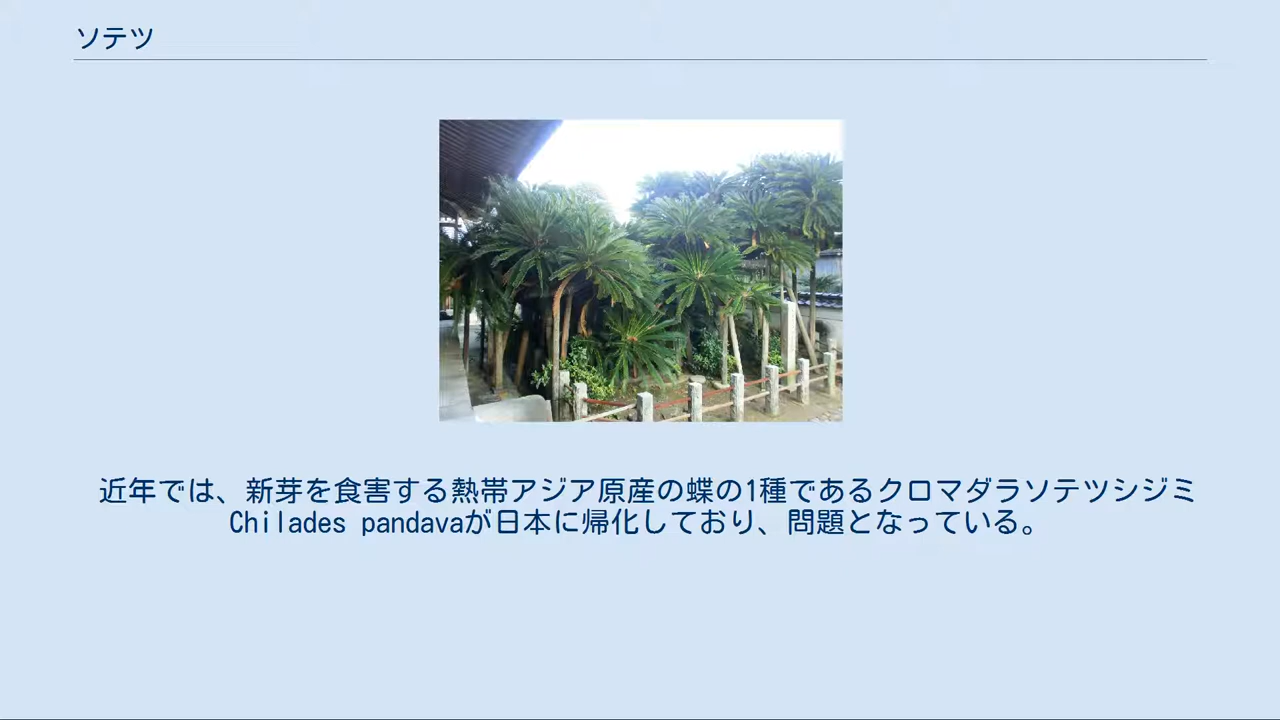 ソテツ
近年では、新芽を食害する熱帯アジア原産の蝶の1種であるクロマダラソテツシジミ
Chilades pandavaが日本に帰化しており、問題となっている。